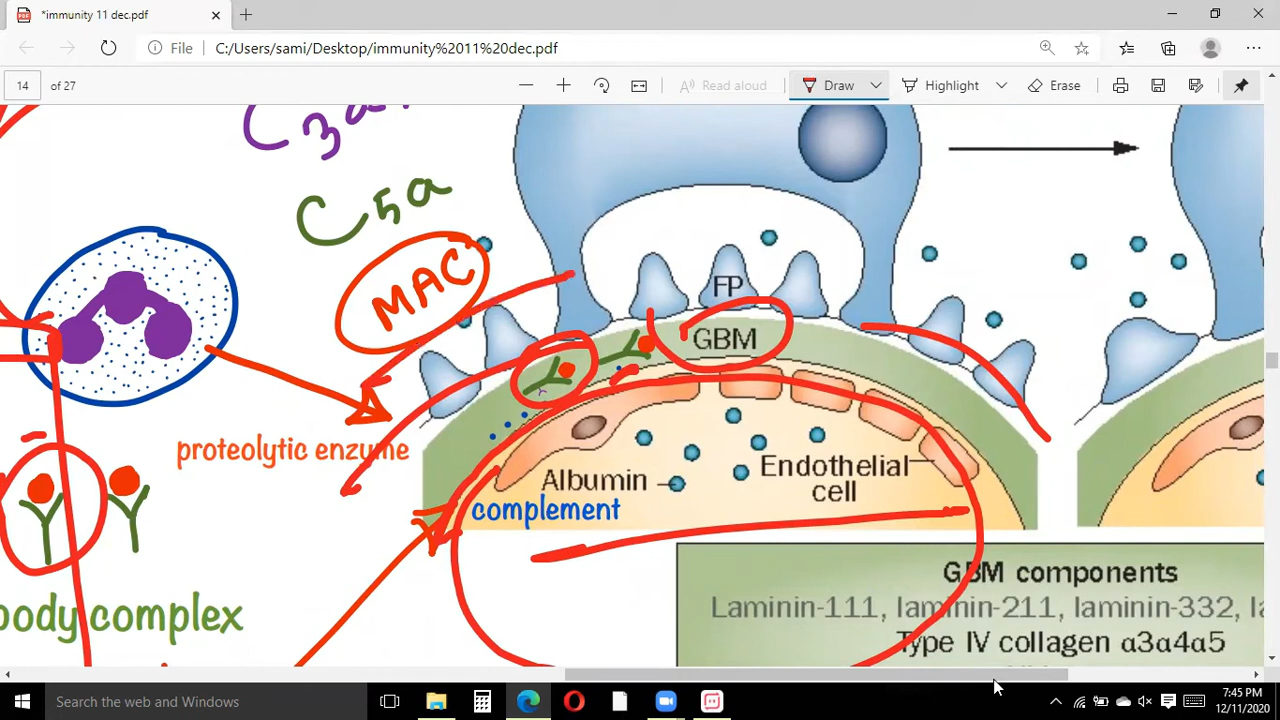 *immunity 11 dec.pdf
File
C:/Users/sami/Desktop/immunity%2011%20dec.pdf
14 of 27
Read aloud
Draw
Highlight
Erase
C5a
MAC
FP
GBM
proteolytic enzyme
Albumin
Endothelial
cell
complement
body complex
GBM components
Laminin-111, laminin-211, laminin-332, l
Type IV collagen α3α4α5
Search the web and Windows
7:45 PM
12/11/2020